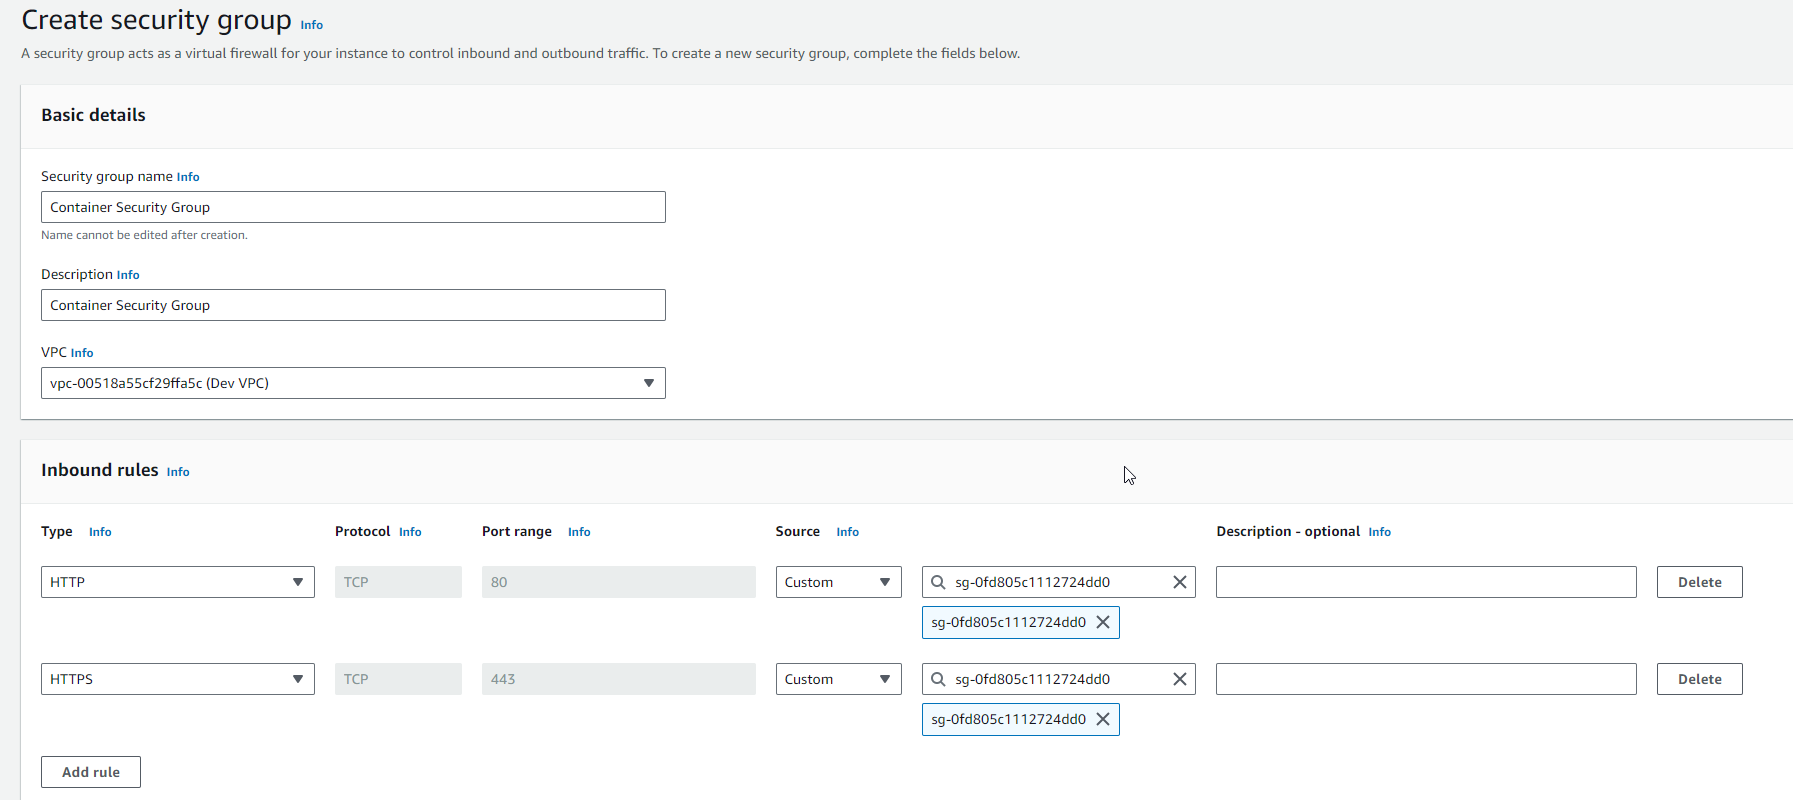 Create security group Info
A security group acts as a virtual firewall for your instance to control inbound and outbound traffic. To create a new security group, complete the fields below.
Basic details
Security group name Info
Container Security Group
Name cannot be edited after creation.
Description Info
Container Security Group
VPC Info
vpc-00518a55cf29ffa5c (Dev VPC)
Inbound rules Info
Type Info Protocol Info Port range Info Source Info Description - optional Info
HTTP TCP 80 Custom sg-0fd805c1112724dd0 Delete
sg-0fd805c1112724dd0
HTTPS TCP 443 Custom sg-0fd805c1112724dd0 Delete
sg-0fd805c1112724dd0
Add rule